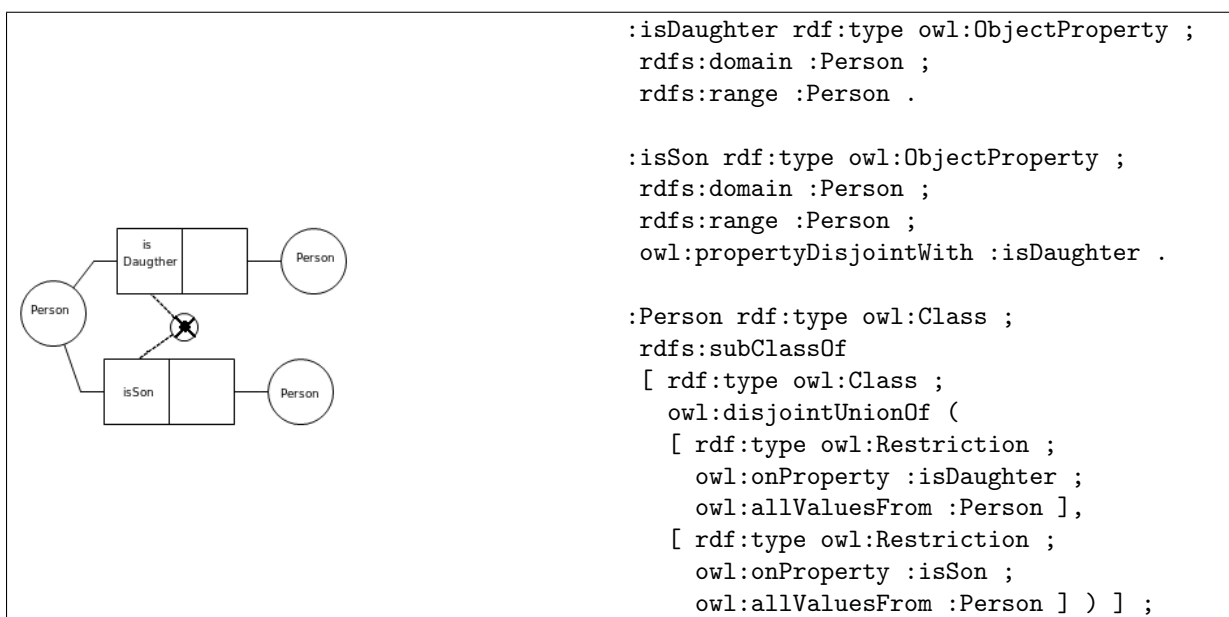 is
Daugther
Person
Person
isSon
Person
:isDaughter rdf:type owl:ObjectProperty ;
rdfs:domain :Person ;
rdfs:range :Person .
:isSon rdf:type owl:ObjectProperty ;
rdfs:domain :Person ;
rdfs:range :Person ;
owl:propertyDisjointWith :isDaughter .
:Person rdf:type owl:Class ;
rdfs:subClassOf
[ rdf:type owl:Class ;
owl:disjointUnionOf (
[ rdf:type owl:Restriction ;
owl:onProperty :isDaughter ;
owl:allValuesFrom :Person ],
[ rdf:type owl:Restriction ;
owl:onProperty :isSon ;
owl:allValuesFrom :Person ] ) ] ;